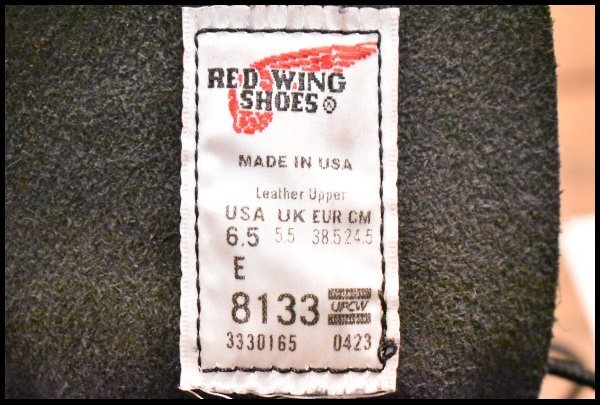 RED WING
SHOES®
MADE IN USA
Leather Upper
USA UK EUR CM
6.5 5.5 38.5 24.5
E
8133 UFCW
3330165 0423